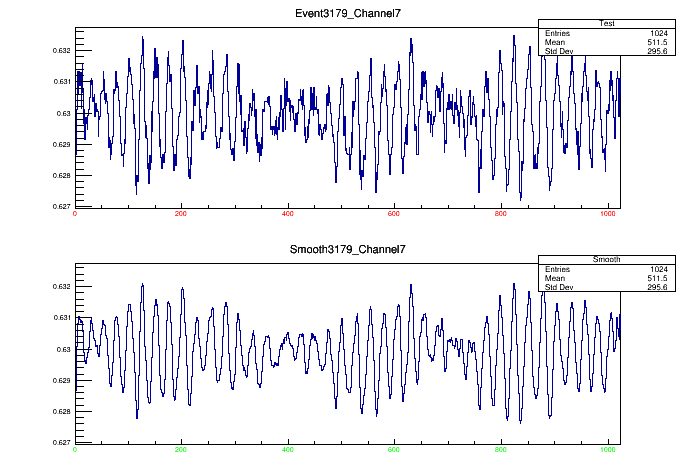 Event3179_Channel7
Test
Entries 1024
Mean 511.5
Std Dev 295.6
0.632
0.631
0.63
0.629
0.628
0.627
0 200 400 600 800 1000
Smooth3179_Channel7
Smooth
Entries 1024
Mean 511.5
Std Dev 295.6
0.632
0.631
0.63
0.629
0.628
0.627
0 200 400 600 800 1000